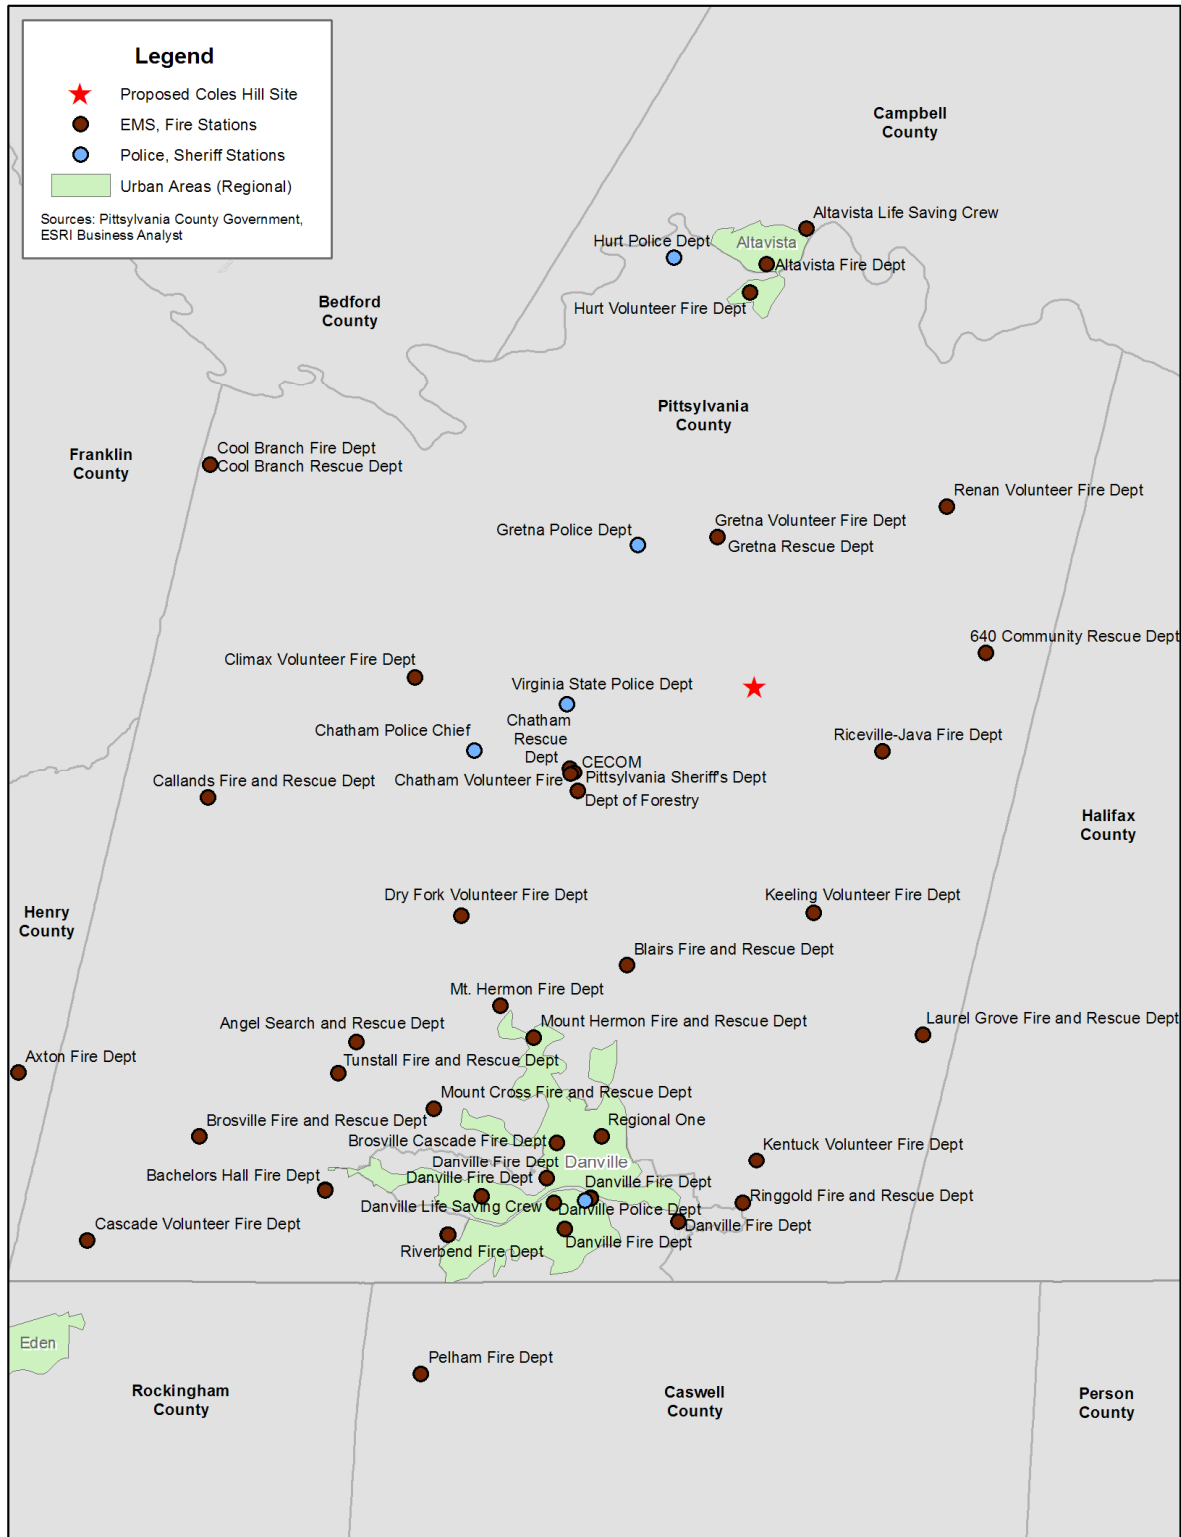 Legend
Proposed Coles Hill Site
EMS, Fire Stations
Police, Sheriff Stations
Urban Areas (Regional)
Sources: Pittsylvania County Government,
ESRI Business Analyst
Campbell
County
Altavista Life Saving Crew
Hurt Police Dept
Altavista
Altavista Fire Dept
Hurt Volunteer Fire Dept
Bedford
County
Pittsylvania
County
Franklin
County
Cool Branch Fire Dept
Cool Branch Rescue Dept
Renan Volunteer Fire Dept
Gretna Police Dept
Gretna Volunteer Fire Dept
Gretna Rescue Dept
640 Community Rescue Dept
Climax Volunteer Fire Dept
Virginia State Police Dept
Chatham Police Chief
Chatham
Rescue
Dept
Riceville-Java Fire Dept
CECOM
Callands Fire and Rescue Dept
Chatham Volunteer Fire
Pittsylvania Sheriff's Dept
Dept of Forestry
Halifax
County
Dry Fork Volunteer Fire Dept
Keeling Volunteer Fire Dept
Henry
County
Blairs Fire and Rescue Dept
Mt. Hermon Fire Dept
Angel Search and Rescue Dept
Mount Hermon Fire and Rescue Dept
Laurel Grove Fire and Rescue Dept
Axton Fire Dept
Tunstall Fire and Rescue Dept
Mount Cross Fire and Rescue Dept
Brosville Fire and Rescue Dept
Regional One
Brosville Cascade Fire Dept
Kentuck Volunteer Fire Dept
Danville Fire Dept
Danville
Bachelors Hall Fire Dept
Danville Fire Dept
Danville Fire Dept
Ringgold Fire and Rescue Dept
Danville Life Saving Crew
Danville Police Dept
Cascade Volunteer Fire Dept
Danville Fire Dept
Riverbend Fire Dept
Danville Fire Dept
Eden
Pelham Fire Dept
Rockingham
County
Caswell
County
Person
County